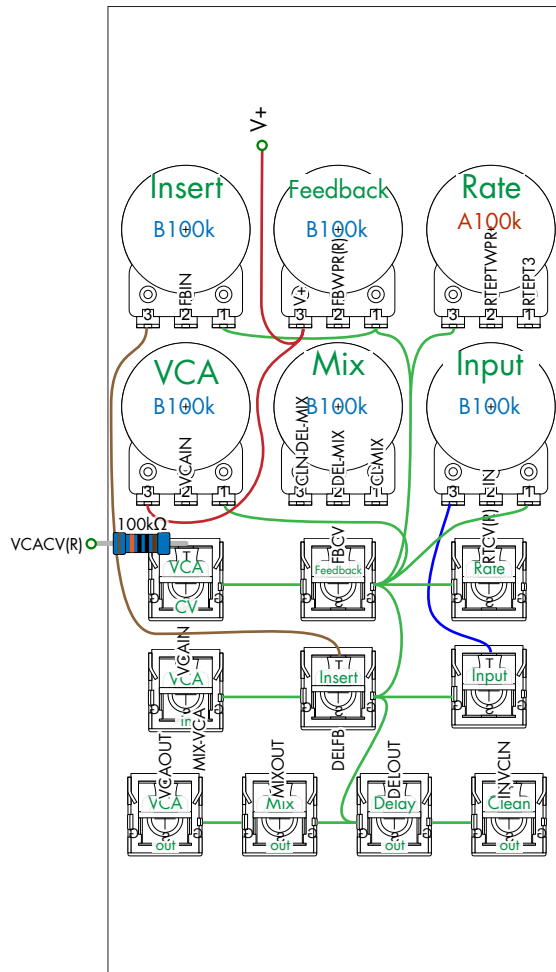 V+
Insert
Feedback
Rate
B100k
B100k
A100k
FBIN
V+
FBWPR(R)
RTEPTWPR
RTEPT3
3 2 1
3 2 1
3 2 1
VCA
Mix
Input
B100k
B100k
B100k
VCAIN
CLN-DEL-MIX
DEL-MIX
CL-MIX
IN
3 2 1
3 2 1
3 2 1
100kΩ
VCACV(R)
FBCV
RTCV(R)
T
VCA
CV
Feedback
Rate
VCAIN
T
T
VCA
in
Insert
Input
MIX-VCA
DELFB
VCAOUT
MIXOUT
DELOUT
INVCLN
VCA
out
Mix
out
Delay
out
Clean
out